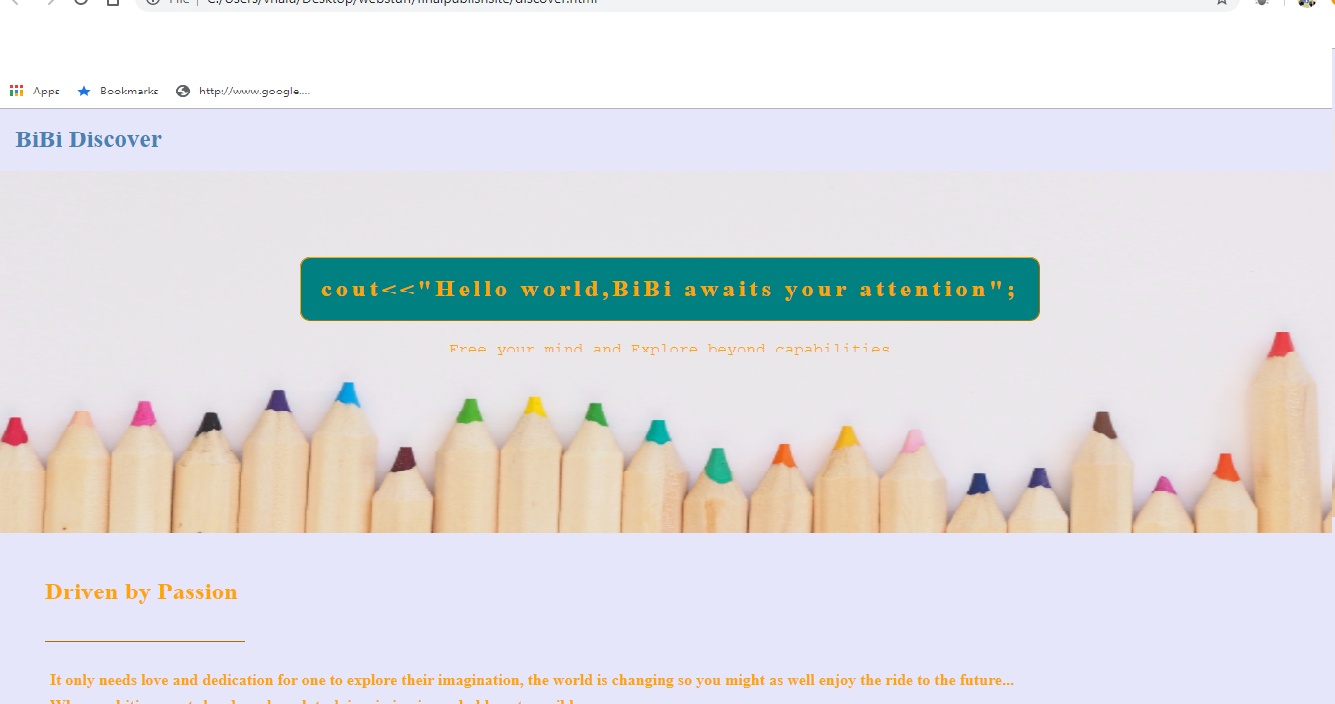 File | C:/Users/
/Desktop/webstuff/finalpublishsite/discover.html
Apps Bookmarks http://www.google....
BiBi Discover
cout<<"Hello world,BiBi awaits your attention";
Free your mind and Explore beyond capabilities
Driven by Passion
It only needs love and dedication for one to explore their imagination, the world is changing so you might as well enjoy the ride to the future...